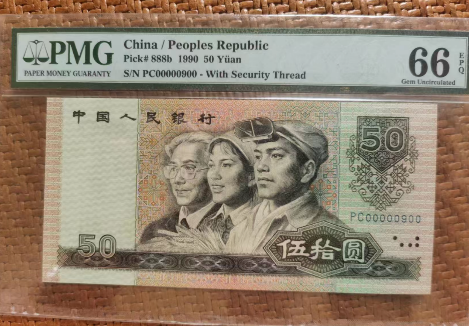 PMG
PAPER MONEY GUARANTY
China / Peoples Republic
Pick# 888b 1990 50 Yüan
S/N PC00000900 - With Security Thread
66 EPQ
Gem Uncirculated
中国人民银行
50
PC00000900
50
伍拾圆